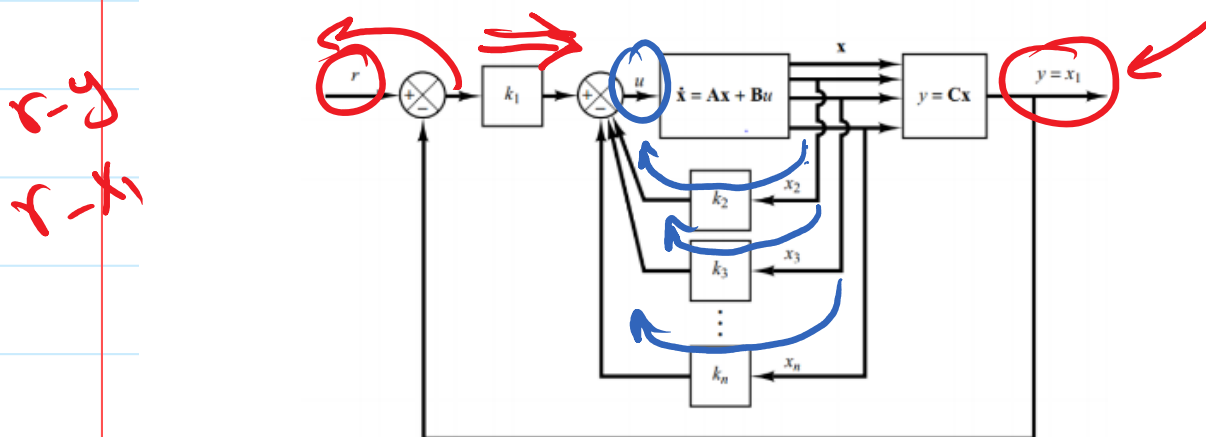 x
r
k₁
u
ẋ = Ax + Bu
y = Cx
y = x₁
r-y
r-x₁
k₂
x₂
k₃
x₃
⋮
kₙ
xₙ